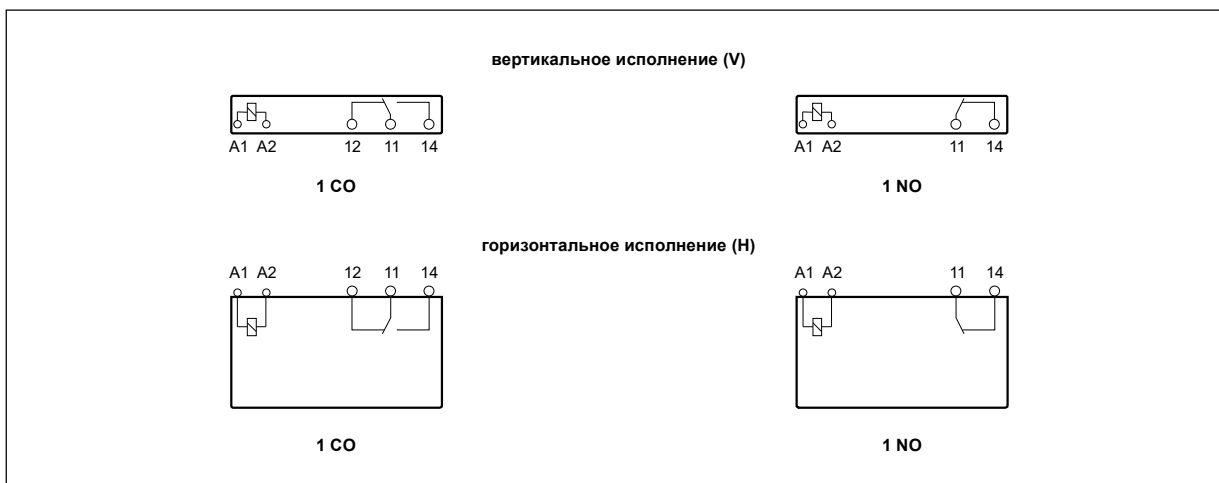 вертикальное исполнение (V)
A1 A2 12 11 14
A1 A2 11 14
1 CO
1 NO
горизонтальное исполнение (H)
A1 A2 12 11 14
A1 A2 11 14
1 CO
1 NO